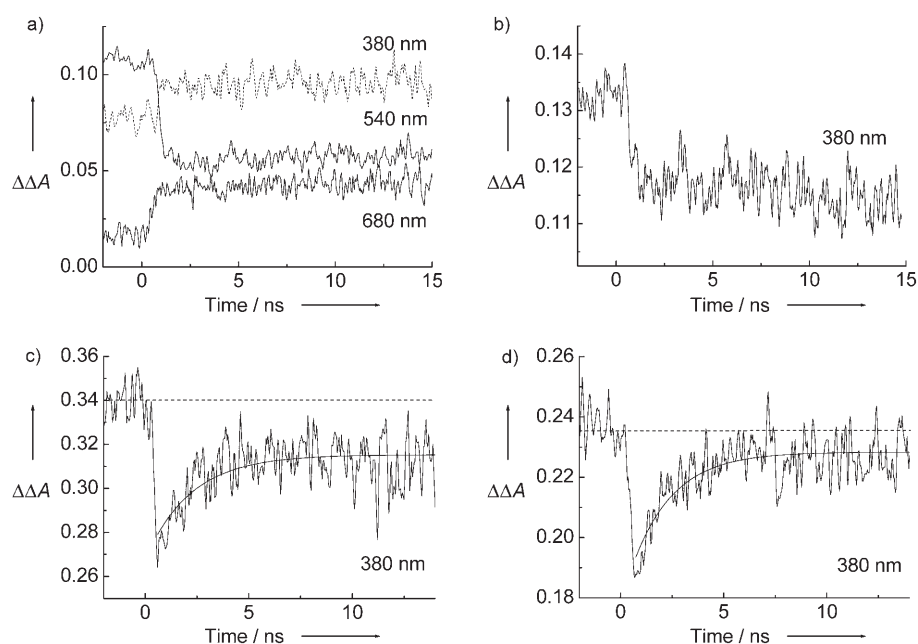 a)
380 nm
540 nm
680 nm
0.10
0.05
0.00
ΔΔA
0 5 10 15
Time / ns
b)
380 nm
0.14
0.13
0.12
0.11
ΔΔA
0 5 10 15
Time / ns
c)
0.36
0.34
0.32
0.30
0.28
0.26
ΔΔA
380 nm
0 5 10
Time / ns
d)
0.26
0.24
0.22
0.20
0.18
ΔΔA
380 nm
0 5 10
Time / ns